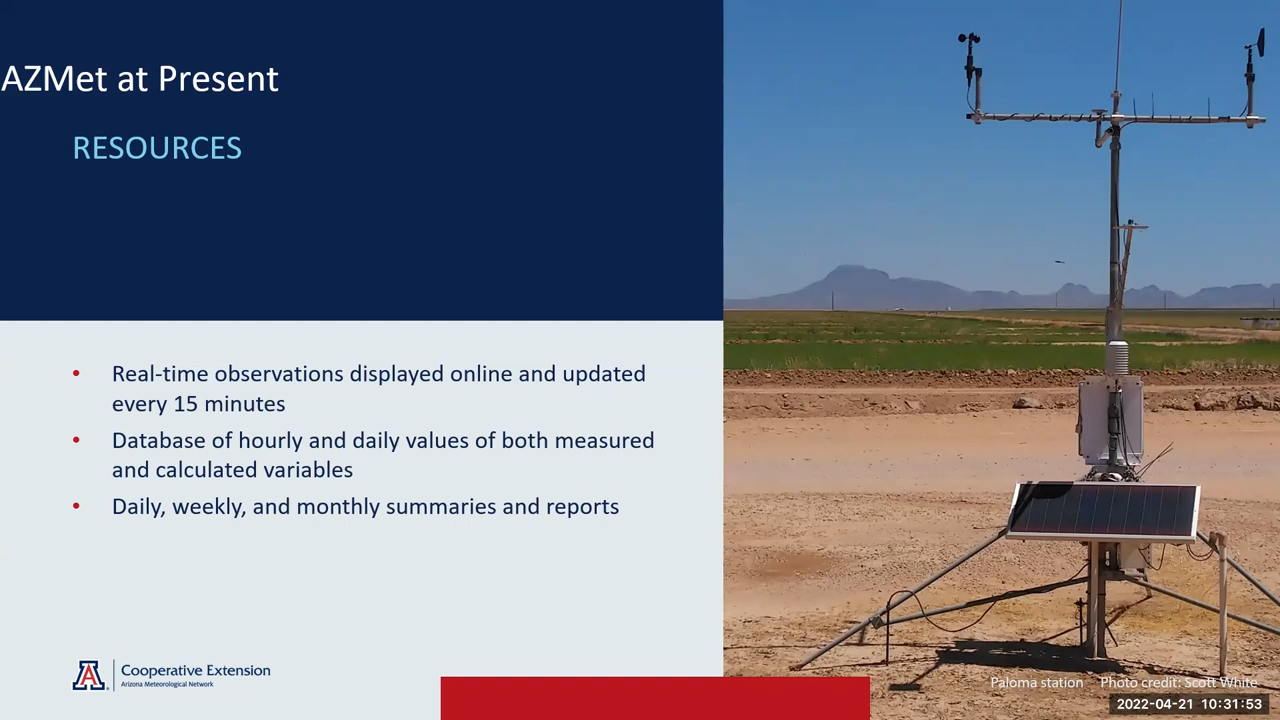 AZMet at Present
RESOURCES
• Real-time observations displayed online and updated
every 15 minutes
• Database of hourly and daily values of both measured
and calculated variables
• Daily, weekly, and monthly summaries and reports
A
Cooperative Extension
Arizona Meteorological Network
Paloma station Photo credit: Scott White
2022-04-21 10:31:53